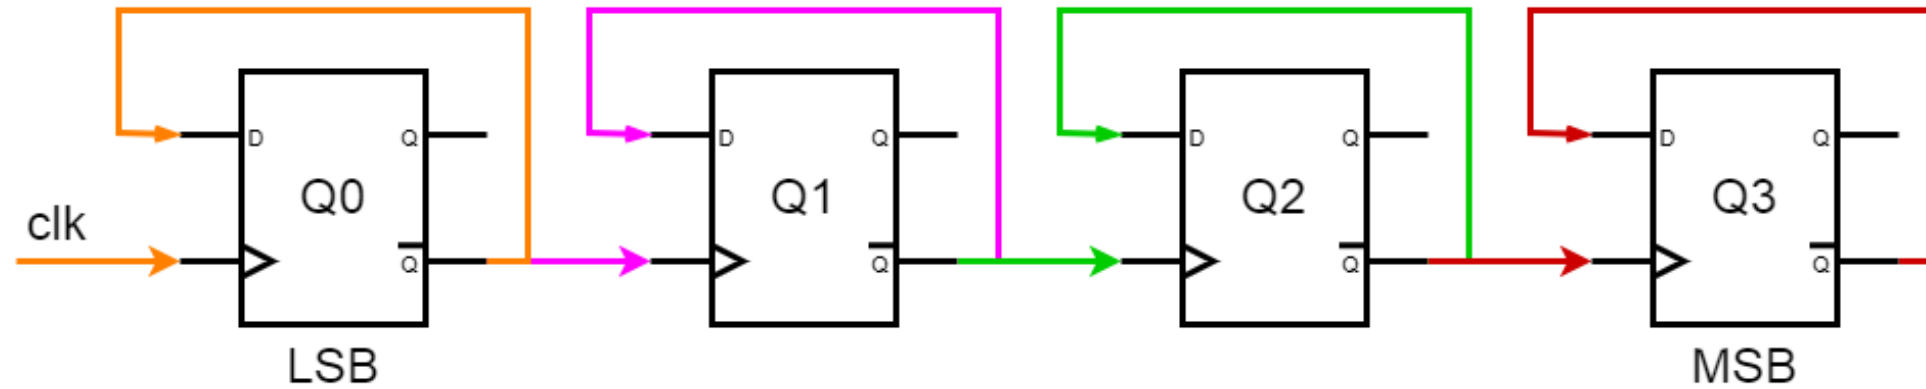 D Q D Q D Q D Q
Q0 Q1 Q2 Q3
clk
Q̅ Q̅ Q̅ Q̅
LSB MSB